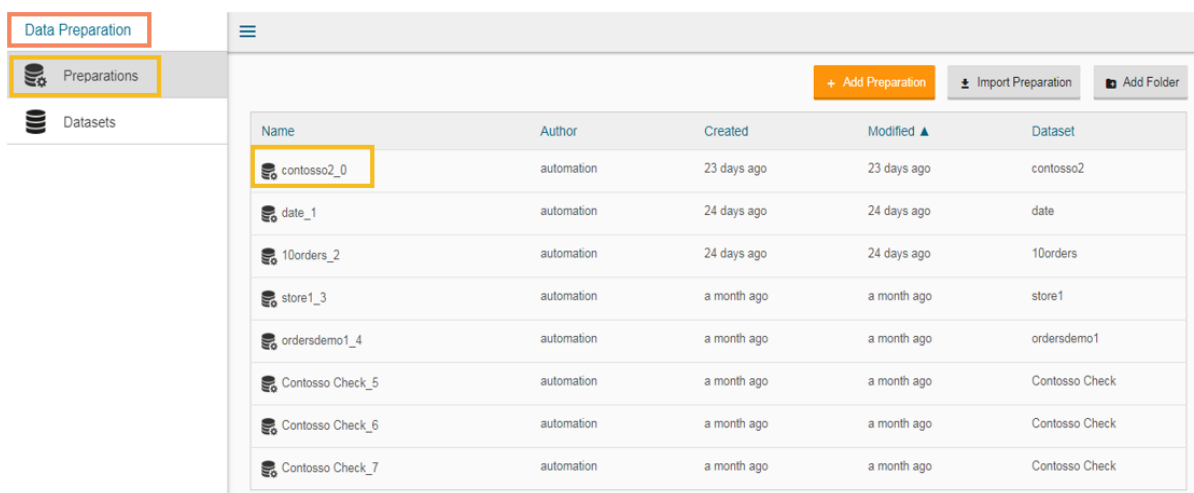 Data Preparation
Preparations
Datasets
+ Add Preparation Import Preparation Add Folder
Name Author Created Modified ▲ Dataset
contosso2_0 automation 23 days ago 23 days ago contosso2
date_1 automation 24 days ago 24 days ago date
10orders_2 automation 24 days ago 24 days ago 10orders
store1_3 automation a month ago a month ago store1
ordersdemo1_4 automation a month ago a month ago ordersdemo1
Contosso Check_5 automation a month ago a month ago Contosso Check
Contosso Check_6 automation a month ago a month ago Contosso Check
Contosso Check_7 automation a month ago a month ago Contosso Check